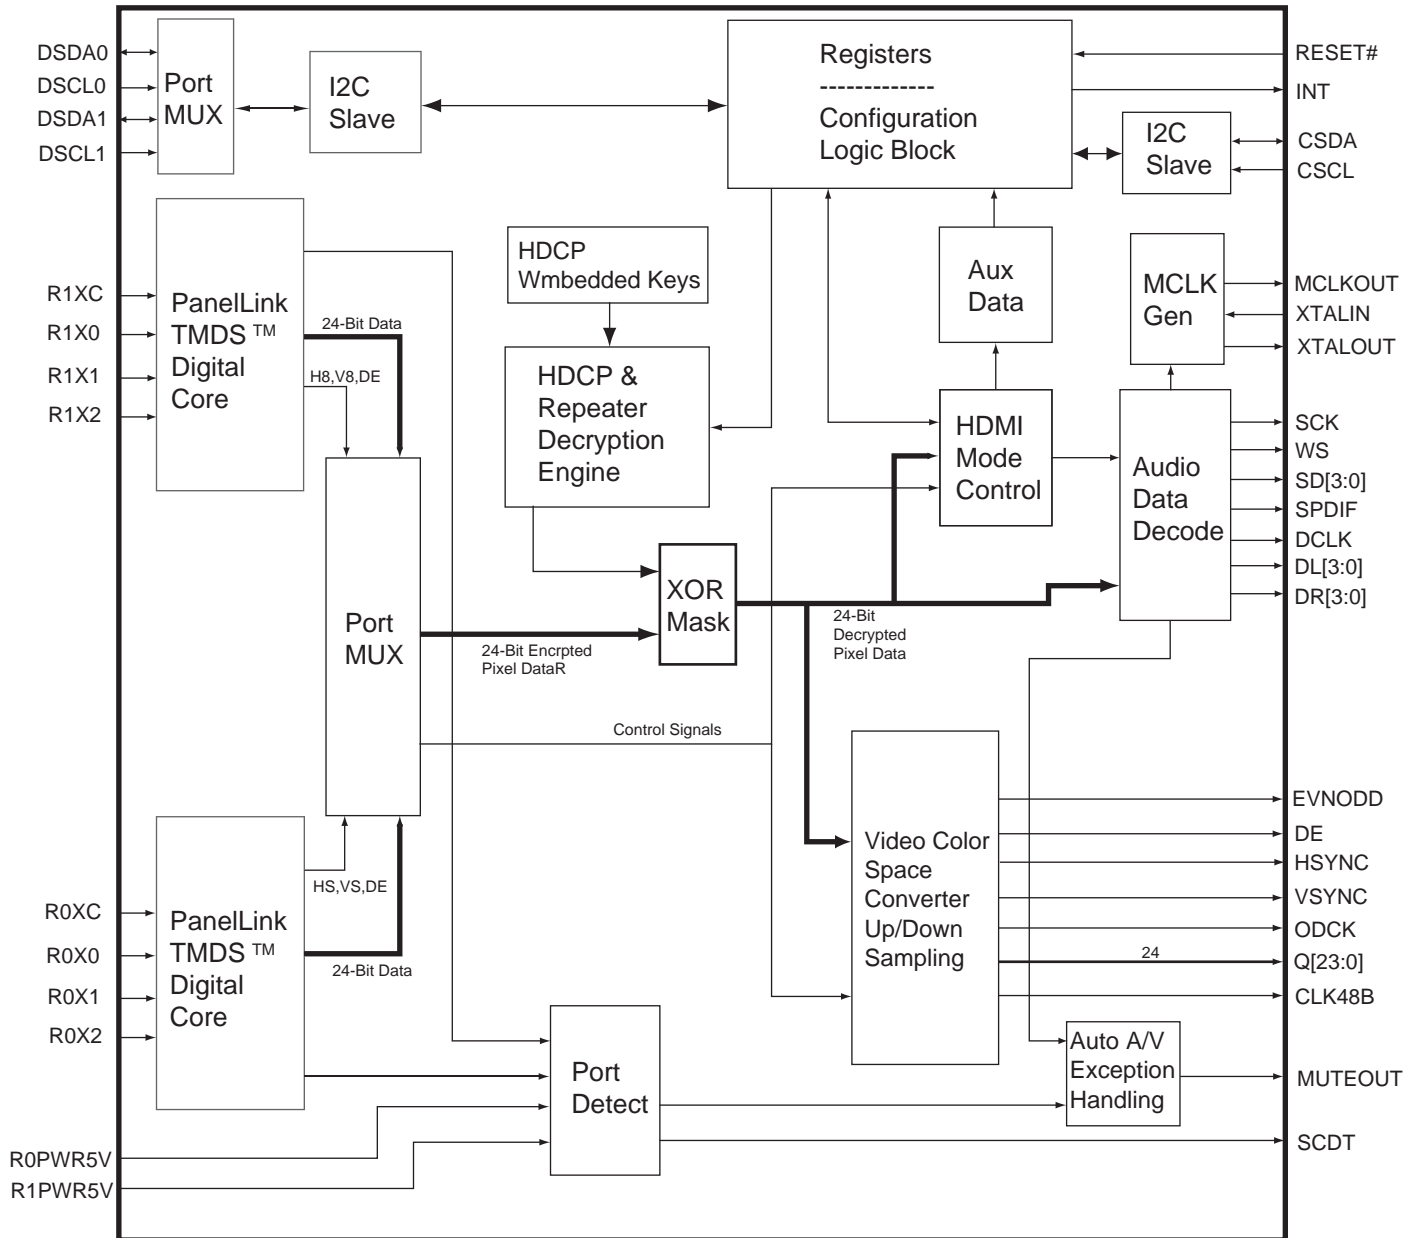 DSDA0
DSCL0
DSDA1
DSCL1
Port
MUX
I2C
Slave
Registers
-------------
Configuration
Logic Block
RESET#
INT
I2C
Slave
CSDA
CSCL
R1XC
R1X0
R1X1
R1X2
PanelLink
TMDS ™
Digital
Core
24-Bit Data
H8,V8,DE
HDCP
Wmbedded Keys
HDCP &
Repeater
Decryption
Engine
Aux
Data
MCLK
Gen
MCLKOUT
XTALIN
XTALOUT
HDMI
Mode
Control
Audio
Data
Decode
SCK
WS
SD[3:0]
SPDIF
DCLK
DL[3:0]
DR[3:0]
Port
MUX
XOR
Mask
24-Bit Encrpted
Pixel DataR
24-Bit
Decrypted
Pixel Data
Control Signals
Video Color
Space
Converter
Up/Down
Sampling
EVNODD
DE
HSYNC
VSYNC
ODCK
24
Q[23:0]
CLK48B
HS,VS,DE
R0XC
R0X0
R0X1
R0X2
PanelLink
TMDS ™
Digital
Core
24-Bit Data
Port
Detect
Auto A/V
Exception
Handling
MUTEOUT
SCDT
R0PWR5V
R1PWR5V